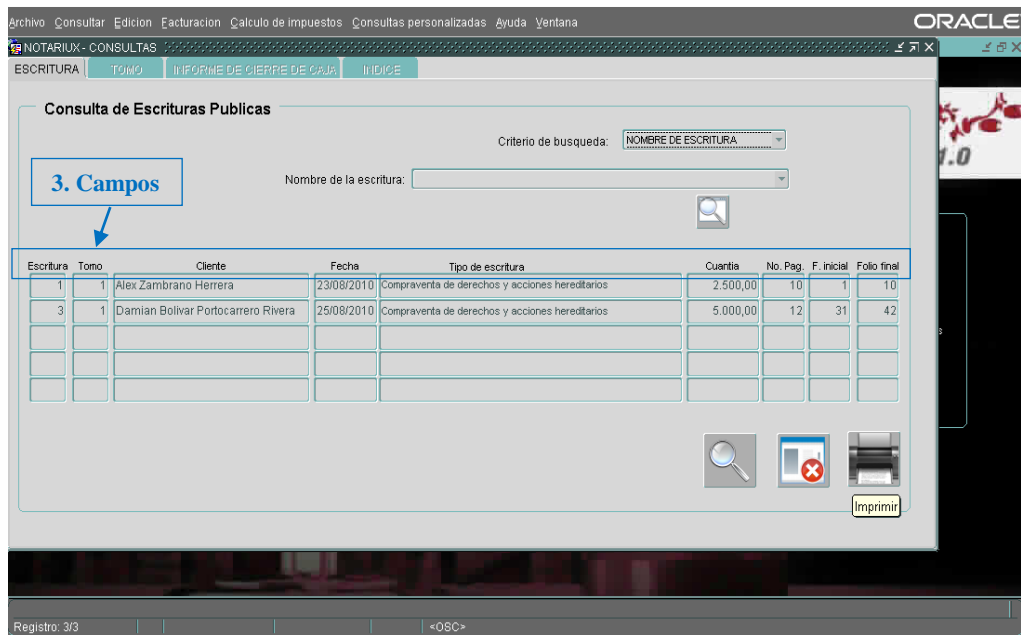 Archivo Consultar Edicion Facturacion Calculo de impuestos Consultas personalizadas Ayuda Ventana
ORACLE
NOTARIUX - CONSULTAS
ESCRITURA TOMO INFORME DE CIERRE DE CAJA INDICE
Consulta de Escrituras Publicas
Criterio de busqueda: NOMBRE DE ESCRITURA
1.0
3. Campos
Nombre de la escritura:
Escritura Tomo Cliente Fecha Tipo de escritura Cuantia No. Pag. F. inicial Folio final
1 1 Alex Zambrano Herrera 23/08/2010 Compraventa de derechos y acciones hereditarios 2.500,00 10 1 10
3 1 Damian Bolivar Portocarrero Rivera 25/08/2010 Compraventa de derechos y acciones hereditarios 5.000,00 12 31 42
s
Imprimir
Registro: 3/3 <OSC>